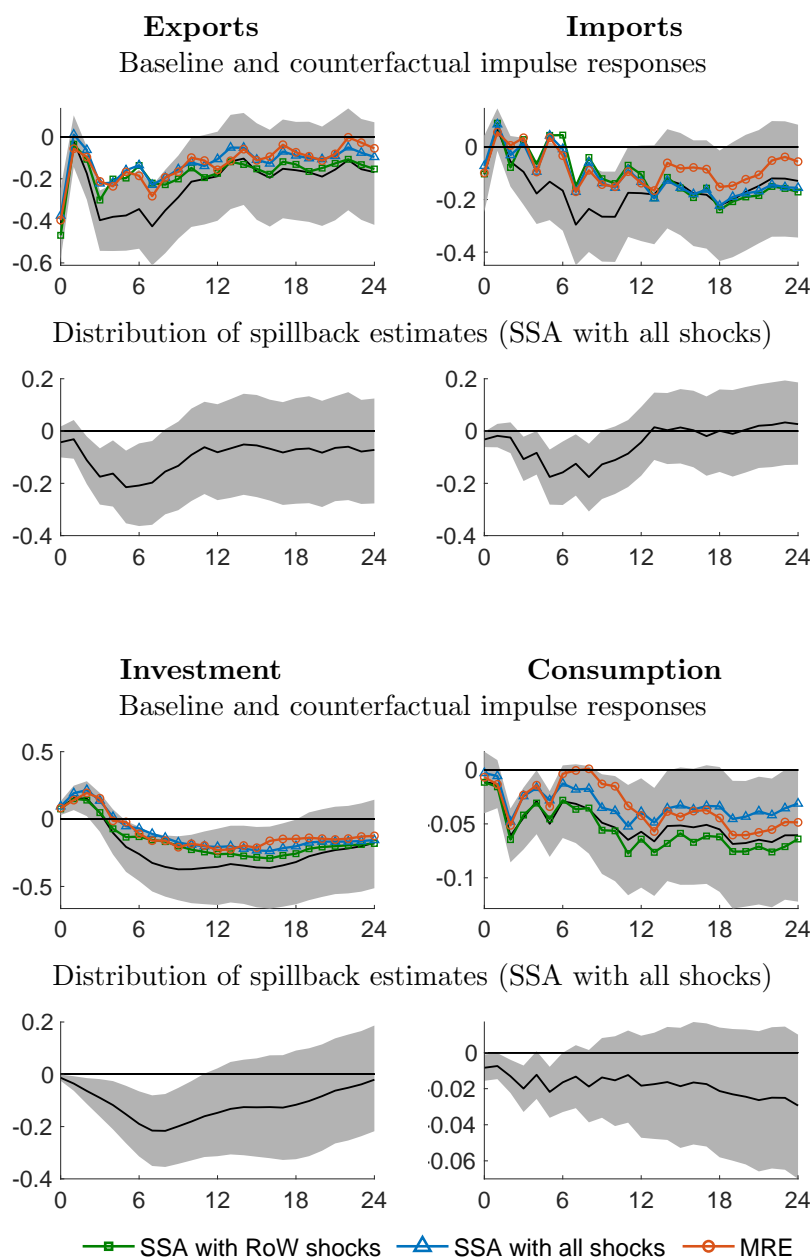 Exports Imports
Baseline and counterfactual impulse responses
0 0
-0.2 -0.2
-0.4
-0.6 -0.4
0 6 12 18 24 0 6 12 18 24
Distribution of spillback estimates (SSA with all shocks)
0.2 0.2
0 0
-0.2 -0.2
-0.4 -0.4
0 6 12 18 24 0 6 12 18 24
Investment Consumption
Baseline and counterfactual impulse responses
0.5 0
0 -0.05
-0.5 -0.1
0 6 12 18 24 0 6 12 18 24
Distribution of spillback estimates (SSA with all shocks)
0.2 0
0 -0.02
-0.2 -0.04
-0.4 -0.06
0 6 12 18 24 0 6 12 18 24
SSA with RoW shocks SSA with all shocks MRE